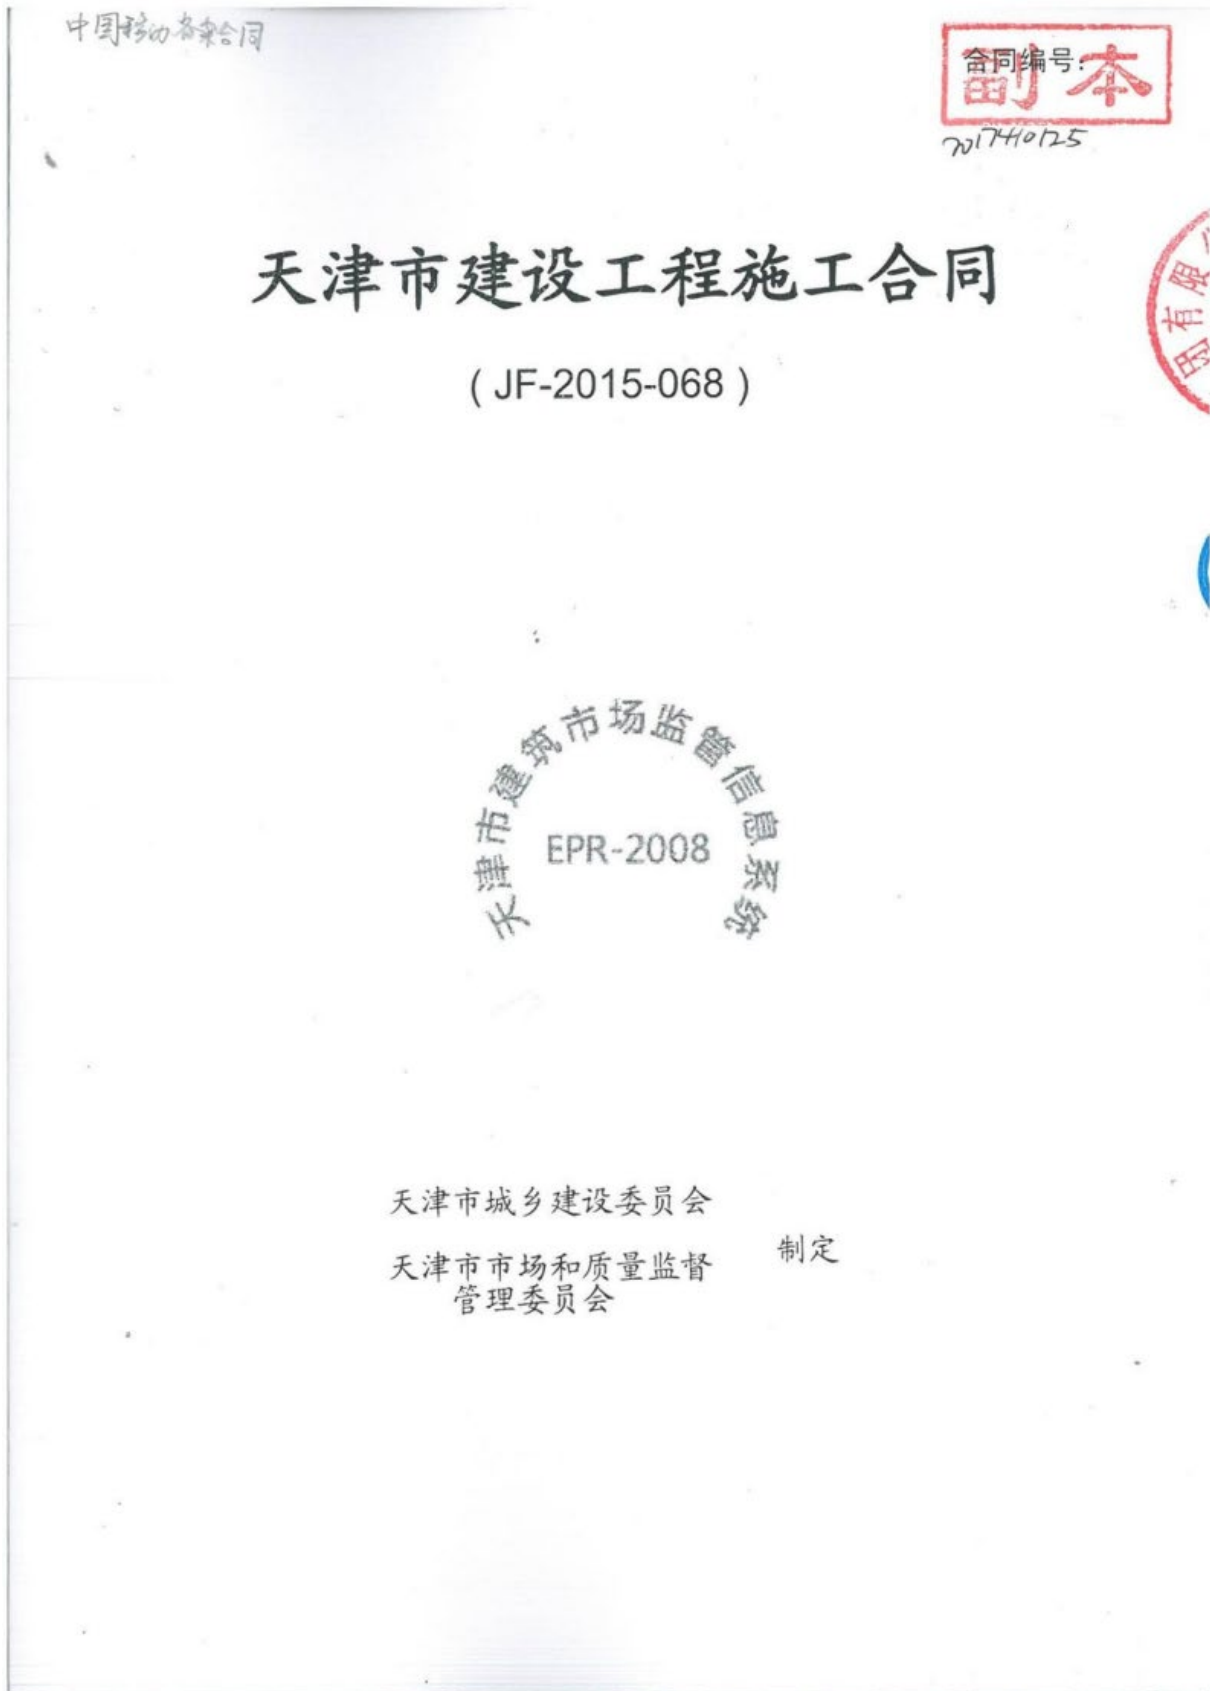 中国移动备案合同
合同编号:
副本
2017410125
天津市建设工程施工合同
(JF-2015-068)
有限
天津市建筑市场监管信息系统
EPR-2008
天津市城乡建设委员会
天津市市场和质量监督
管理委员会
制定